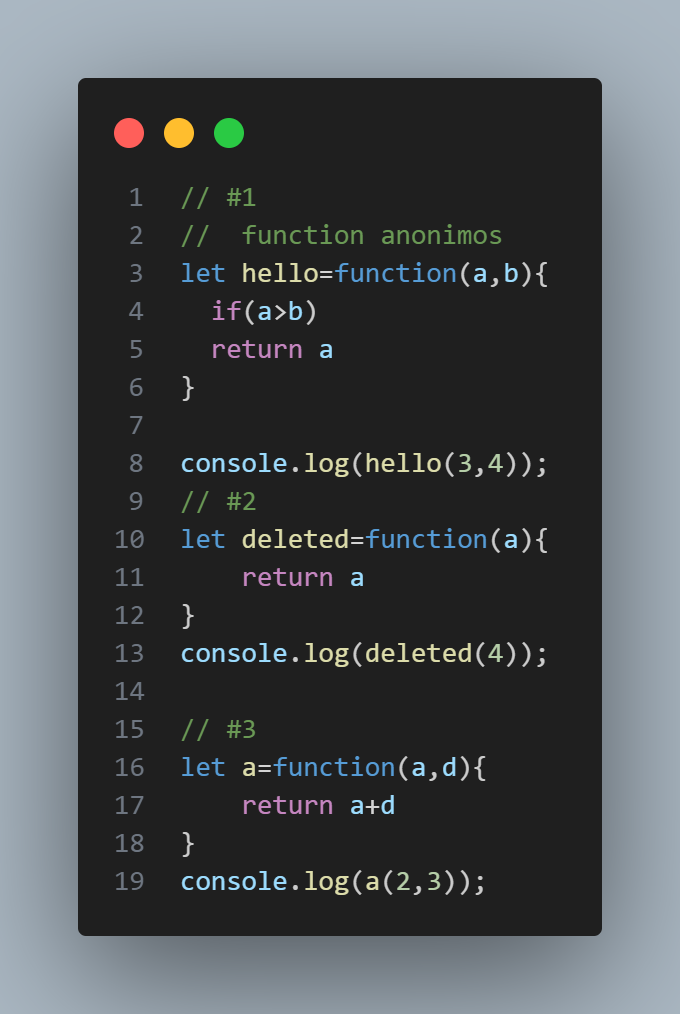 1 // #1
2 //  function anonimos
3 let hello=function(a,b){
4   if(a>b)
5   return a
6 }
7
8 console.log(hello(3,4));
9 // #2
10 let deleted=function(a){
11     return a
12 }
13 console.log(deleted(4));
14
15 // #3
16 let a=function(a,d){
17     return a+d
18 }
19 console.log(a(2,3));